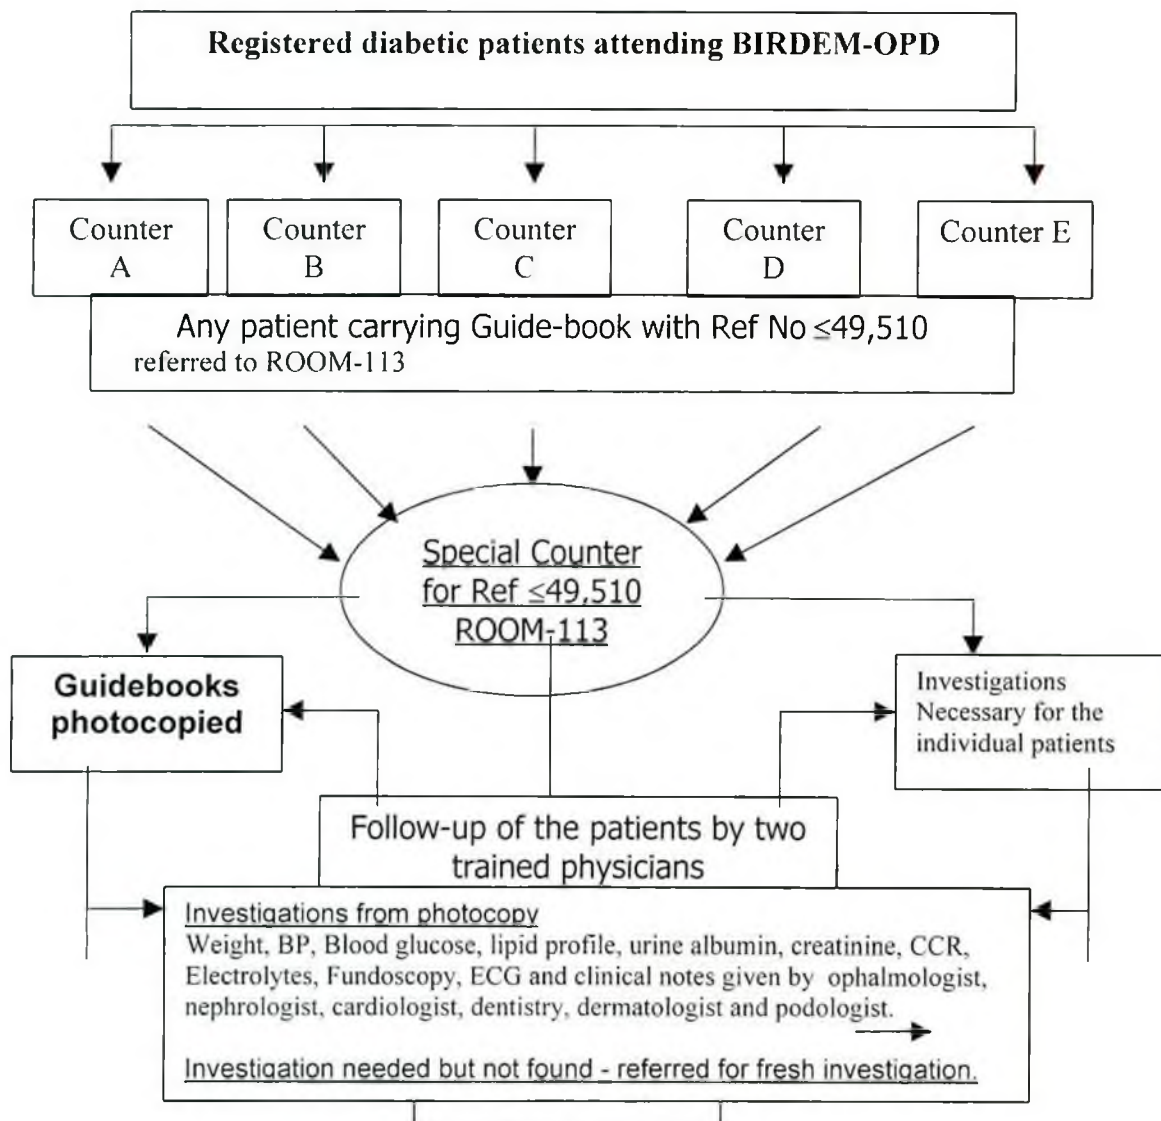 Registered diabetic patients attending BIRDEM-OPD
Counter
A
Counter
B
Counter
C
Counter
D
Counter E
Any patient carrying Guide-book with Ref No ≤49,510
referred to ROOM-113
Special Counter
for Ref ≤49,510
ROOM-113
Guidebooks
photocopied
Investigations
Necessary for the
individual patients
Follow-up of the patients by two
trained physicians
Investigations from photocopy
Weight, BP, Blood glucose, lipid profile, urine albumin, creatinine, CCR,
Electrolytes, Fundoscopy, ECG and clinical notes given by ophalmologist,
nephrologist, cardiologist, dentistry, dermatologist and podologist.
Investigation needed but not found - referred for fresh investigation.